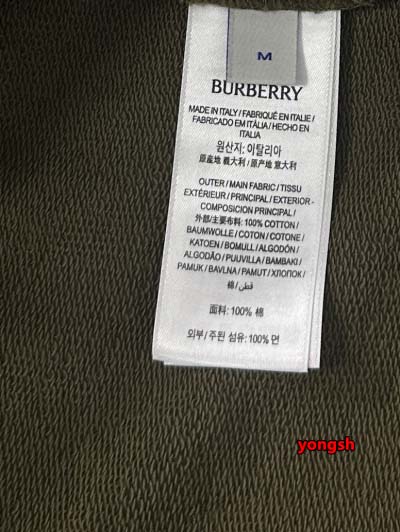 M
BURBERRY
MADE IN ITALY / FABRIQUÉ EN ITALIE /
FABRICADO EM ITÁLIA / HECHO EN
ITALIA
원산지: 이탈리아
原産地 義大利 / 原产地 意大利
OUTER / MAIN FABRIC / TISSU
EXTÉRIEUR / PRINCIPAL / EXTERIOR -
COMPOSICION PRINCIPAL /
外部/主要布料: 100% COTTON /
BAUMWOLLE / COTON / COTONE /
KATOEN / BOMULL / ALGODÓN /
ALGODÃO / PUUVILLA / BAMBAKI /
PAMUK / BAVLNA / PAMUT / ХЛОПОК /
棉 / قطن
面料: 100% 棉
외부 / 주된 섬유: 100% 면
yongsh